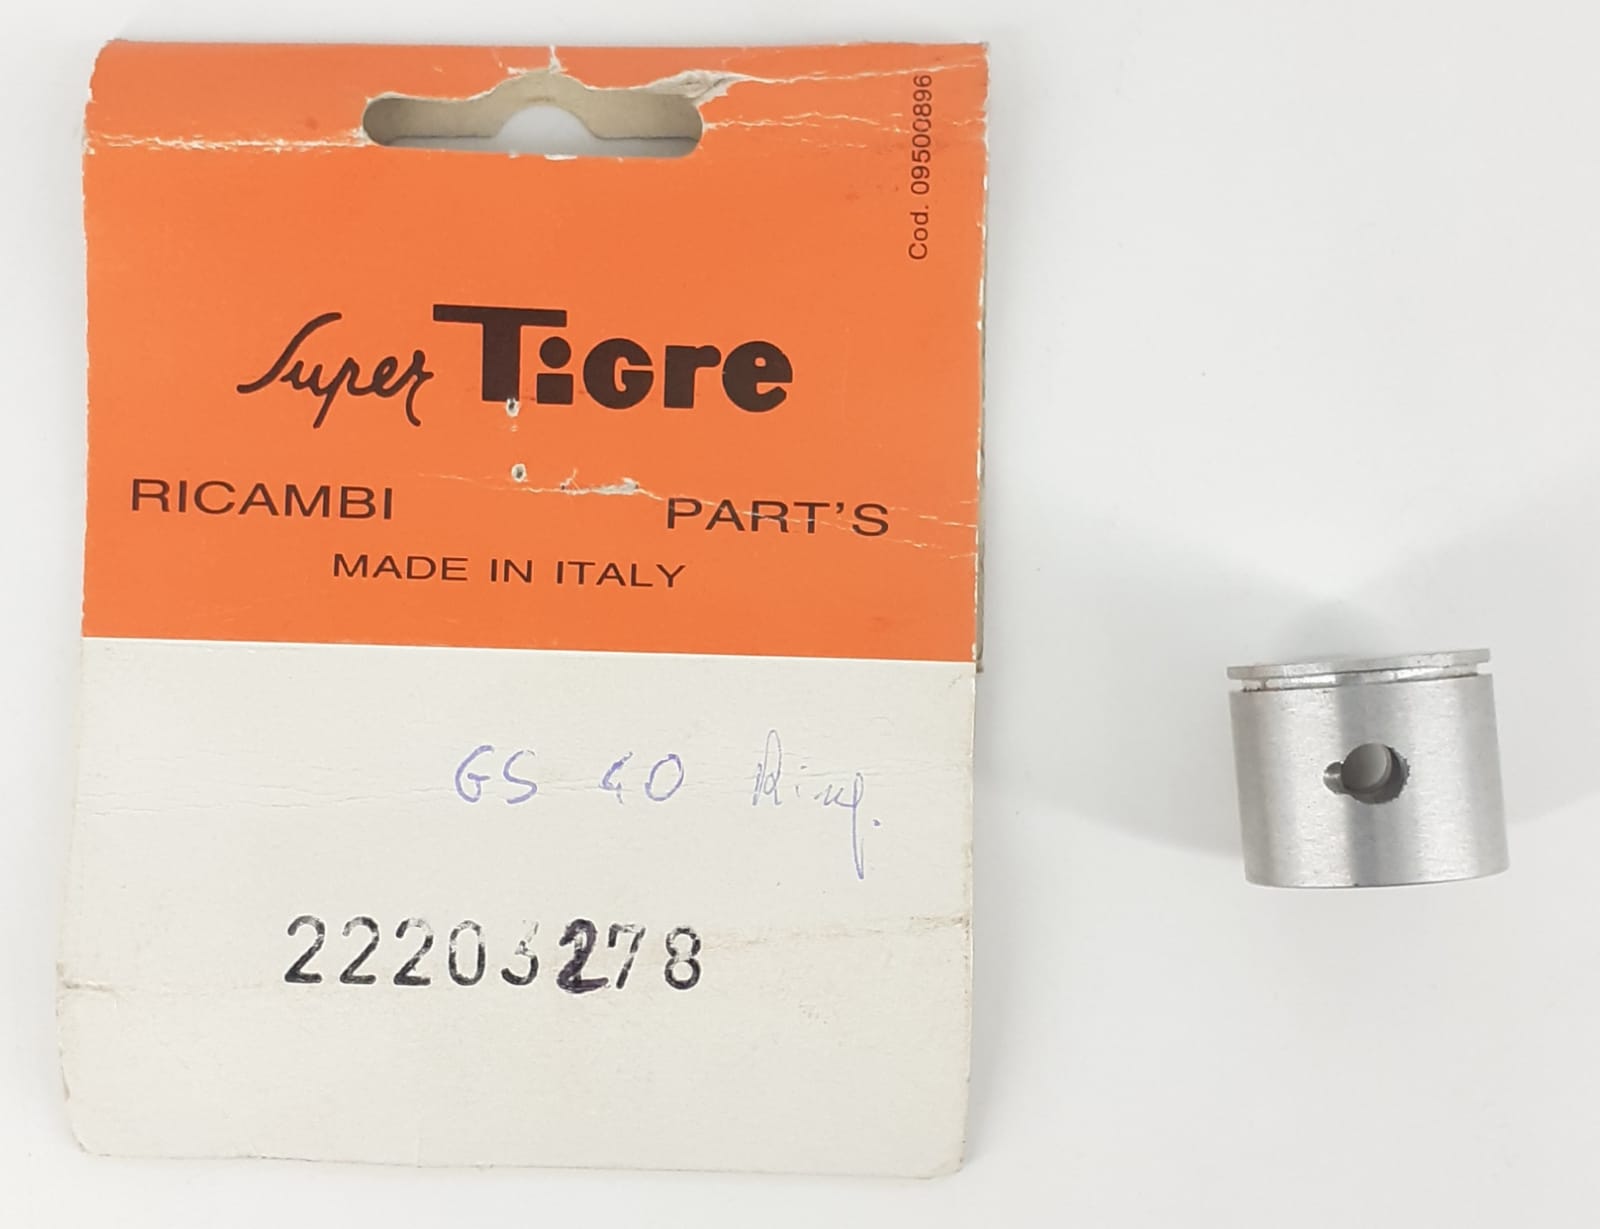 Cod. 09500896
Super TiGre
RICAMBI PART'S
MADE IN ITALY
GS 40 Ring.
22203278